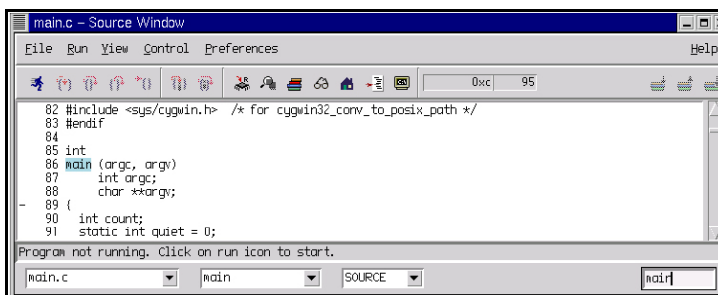 main.c – Source Window
File Run View Control Preferences Help
0xc 95
82 #include <sys/cygwin.h> /* for cygwin32_conv_to_posix_path */
83 #endif
84
85 int
86 main (argc, argv)
87 int argc;
88 char **argv;
- 89 {
90 int count;
91 static int quiet = 0;
Program not running. Click on run icon to start.
main.c main SOURCE main